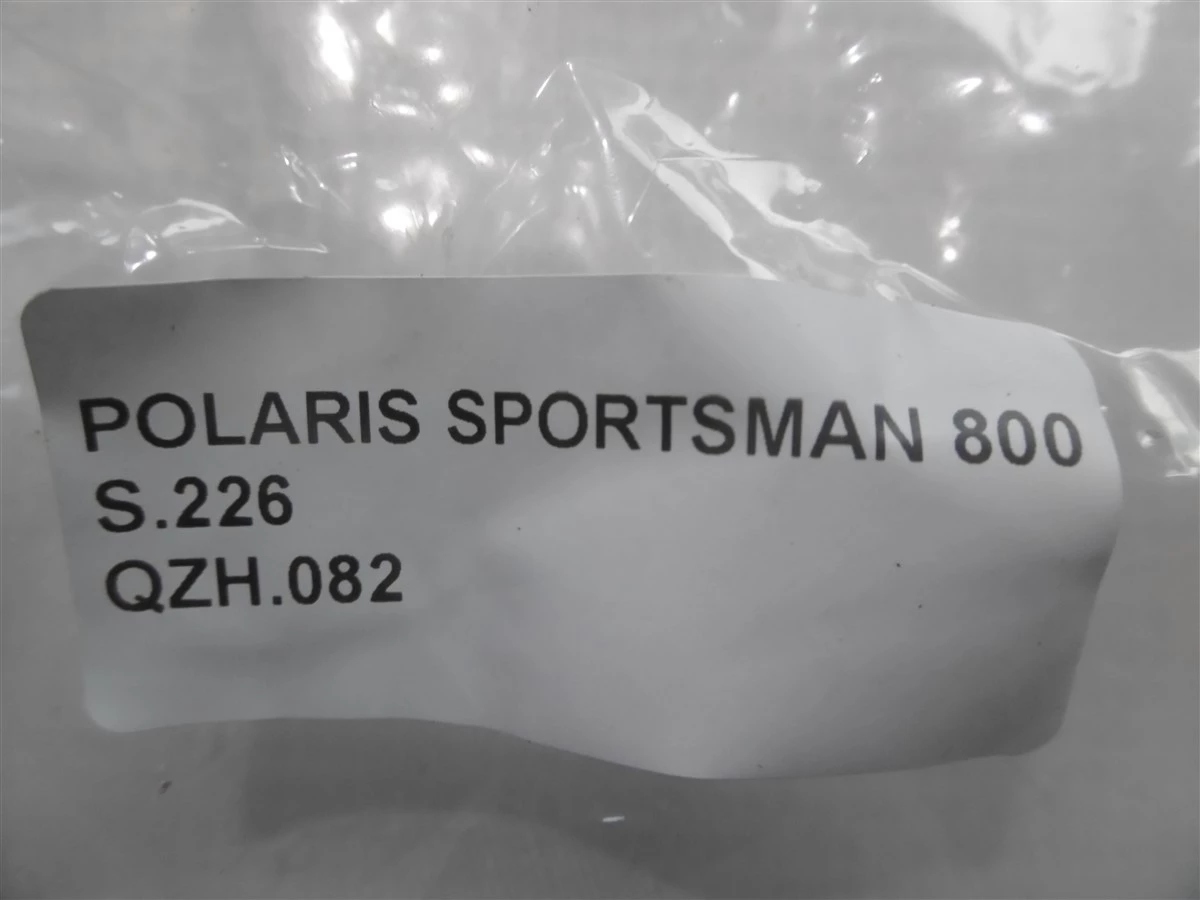 POLARIS SPORTSMAN 800
S.226
QZH.082